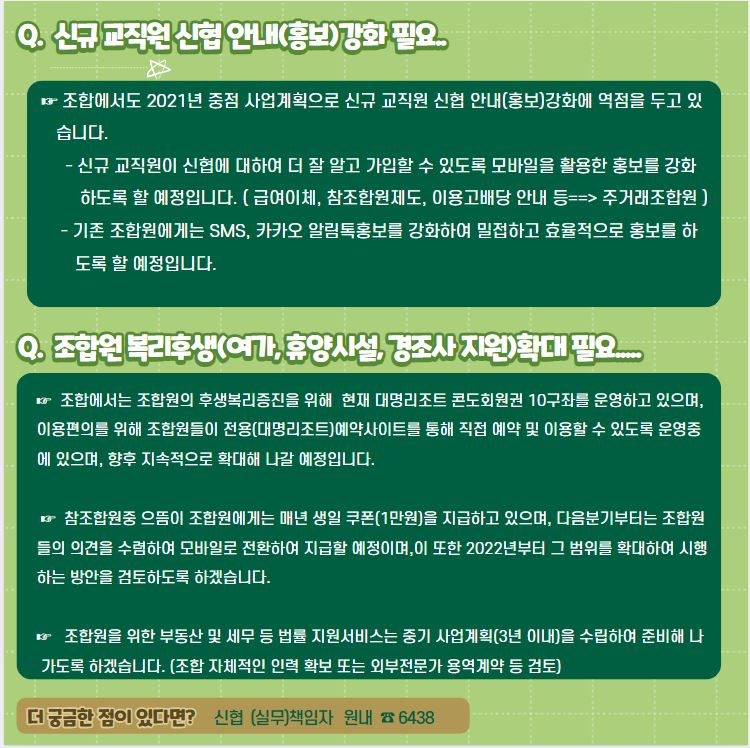 Q. 신규 교직원 신협 안내(홍보)강화 필요..
☞ 조합에서도 2021년 중점 사업계획으로 신규 교직원 신협 안내(홍보)강화에 역점을 두고 있
습니다.
- 신규 교직원이 신협에 대하여 더 잘 알고 가입할 수 있도록 모바일을 활용한 홍보를 강화
하도록 할 예정입니다. ( 급여이체, 참조합원제도, 이용고배당 안내 등==> 주거래조합원 )
- 기존 조합원에게는 SMS, 카카오 알림톡홍보를 강화하여 밀접하고 효율적으로 홍보를 하
도록 할 예정입니다.
Q. 조합원 복리후생(여가, 휴양시설, 경조사 지원)확대 필요.....
☞ 조합에서는 조합원의 후생복리증진을 위해 현재 대명리조트 콘도회원권 10구좌를 운영하고 있으며,
이용편의를 위해 조합원들이 전용(대명리조트)예약사이트를 통해 직접 예약 및 이용할 수 있도록 운영중
에 있으며, 향후 지속적으로 확대해 나갈 예정입니다.
☞ 참조합원중 으뜸이 조합원에게는 매년 생일 쿠폰(1만원)을 지급하고 있으며, 다음분기부터는 조합원
들의 의견을 수렴하여 모바일로 전환하여 지급할 예정이며,이 또한 2022년부터 그 범위를 확대하여 시행
하는 방안을 검토하도록 하겠습니다.
☞ 조합원을 위한 부동산 및 세무 등 법률 지원서비스는 중기 사업계획(3년 이내)을 수립하여 준비해 나
가도록 하겠습니다. (조합 자체적인 인력 확보 또는 외부전문가 용역계약 등 검토)
더 궁금한 점이 있다면? 신협 (실무)책임자 원내 ☎ 6438